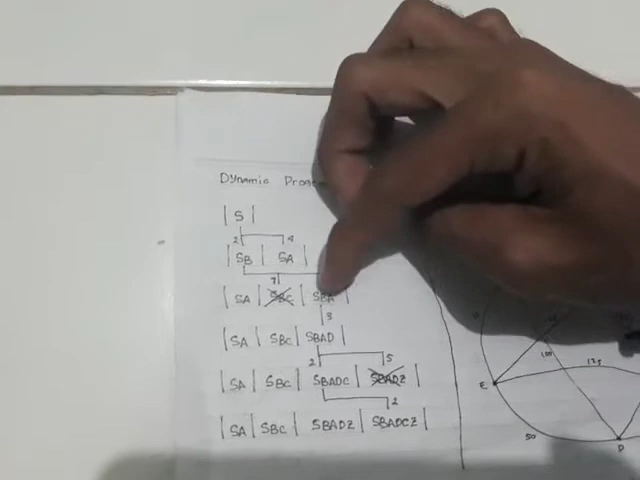 Dynamic
| S |
2 4
| SB | SA |
7
| SA | SBC | SBA |
3
| SA | SBC | SBAD |
2 5
| SA | SBC | SBADC | SBADZ |
2
| SA | SBC | SBADZ | SBADCZ |
E
50
D